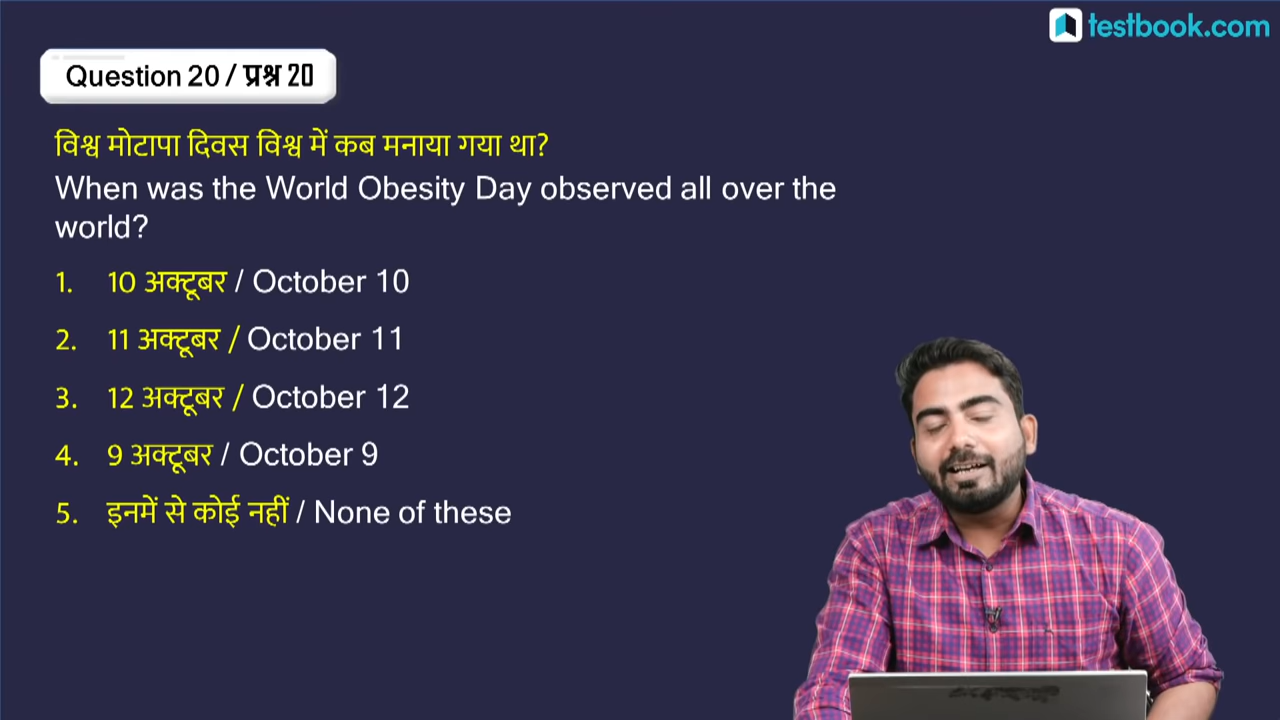 testbook.com
Question 20 / प्रश्न 20
विश्व मोटापा दिवस विश्व में कब मनाया गया था?
When was the World Obesity Day observed all over the
world?
1. 10 अक्टूबर / October 10
2. 11 अक्टूबर / October 11
3. 12 अक्टूबर / October 12
4. 9 अक्टूबर / October 9
5. इनमें से कोई नहीं / None of these